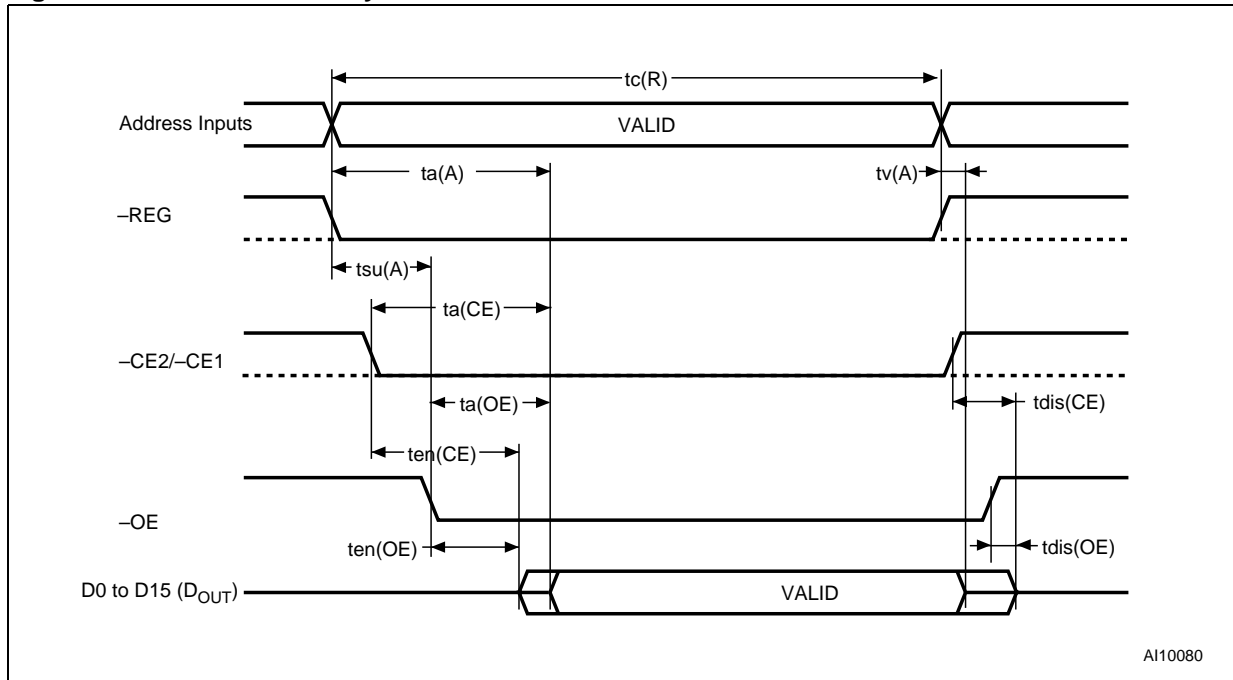 tc(R)
Address Inputs
VALID
ta(A)
tv(A)
–REG
tsu(A)
ta(CE)
–CE2/–CE1
ta(OE)
tdis(CE)
ten(CE)
–OE
ten(OE)
tdis(OE)
D0 to D15 (DOUT)
VALID
AI10080